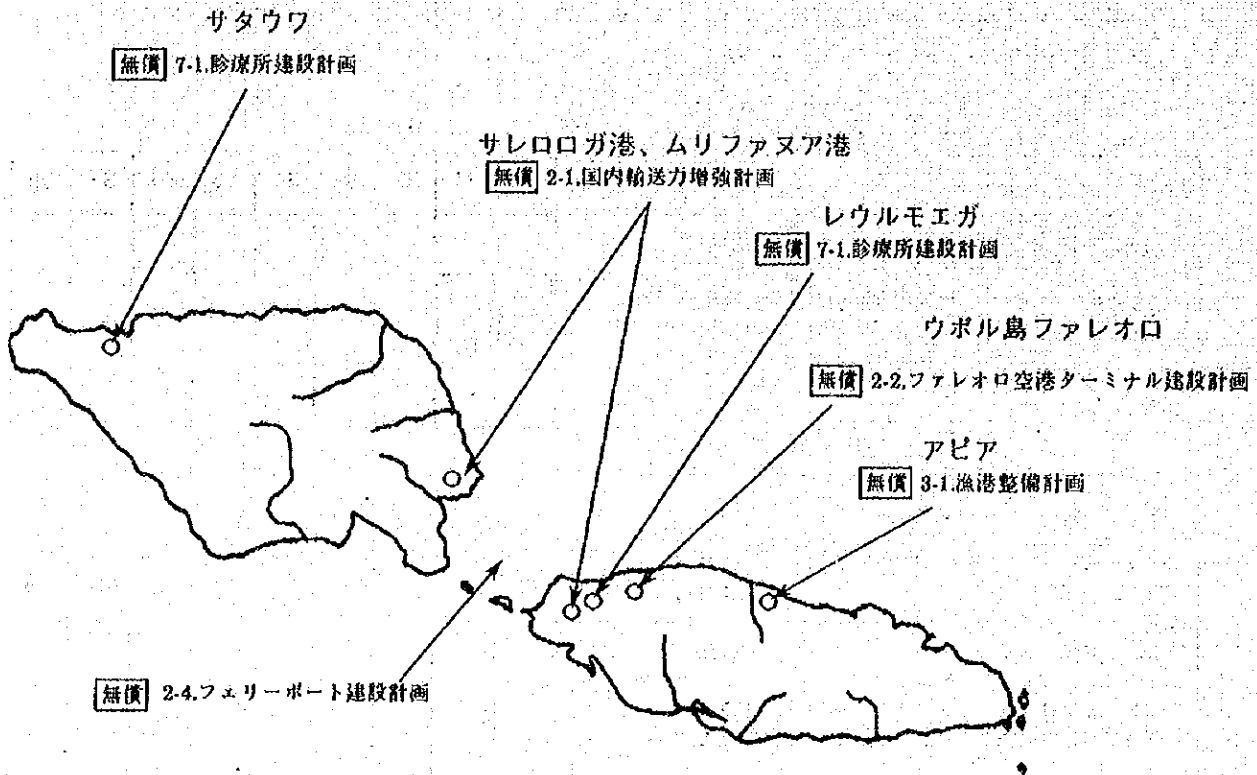 サタウワ
無償 7-1.診療所建設計画
サレロロガ港、ムリファヌア港
無償 2-1.国内輸送力増強計画
レウルモエガ
無償 7-1.診療所建設計画
ウポル島ファレオロ
無償 2-2.ファレオロ空港ターミナル建設計画
アピア
無償 3-1.漁港整備計画
無償 2-4.フェリーボート建設計画